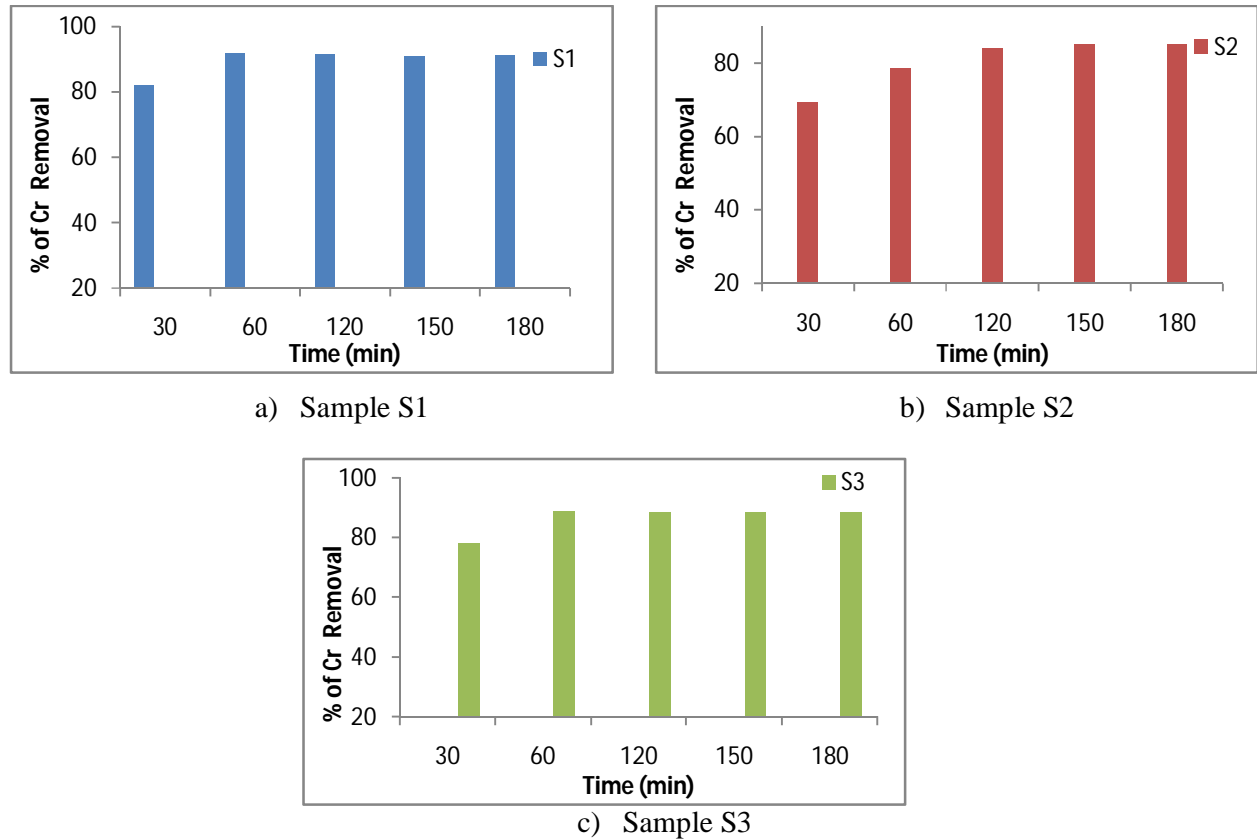 100
80
60
40
20
% of Cr Removal
S1
30 60 120 150 180
Time (min)
a) Sample S1
80
60
40
20
% of Cr Removal
S2
30 60 120 150 180
Time (min)
b) Sample S2
100
80
60
40
20
% of Cr Removal
S3
30 60 120 150 180
Time (min)
c) Sample S3